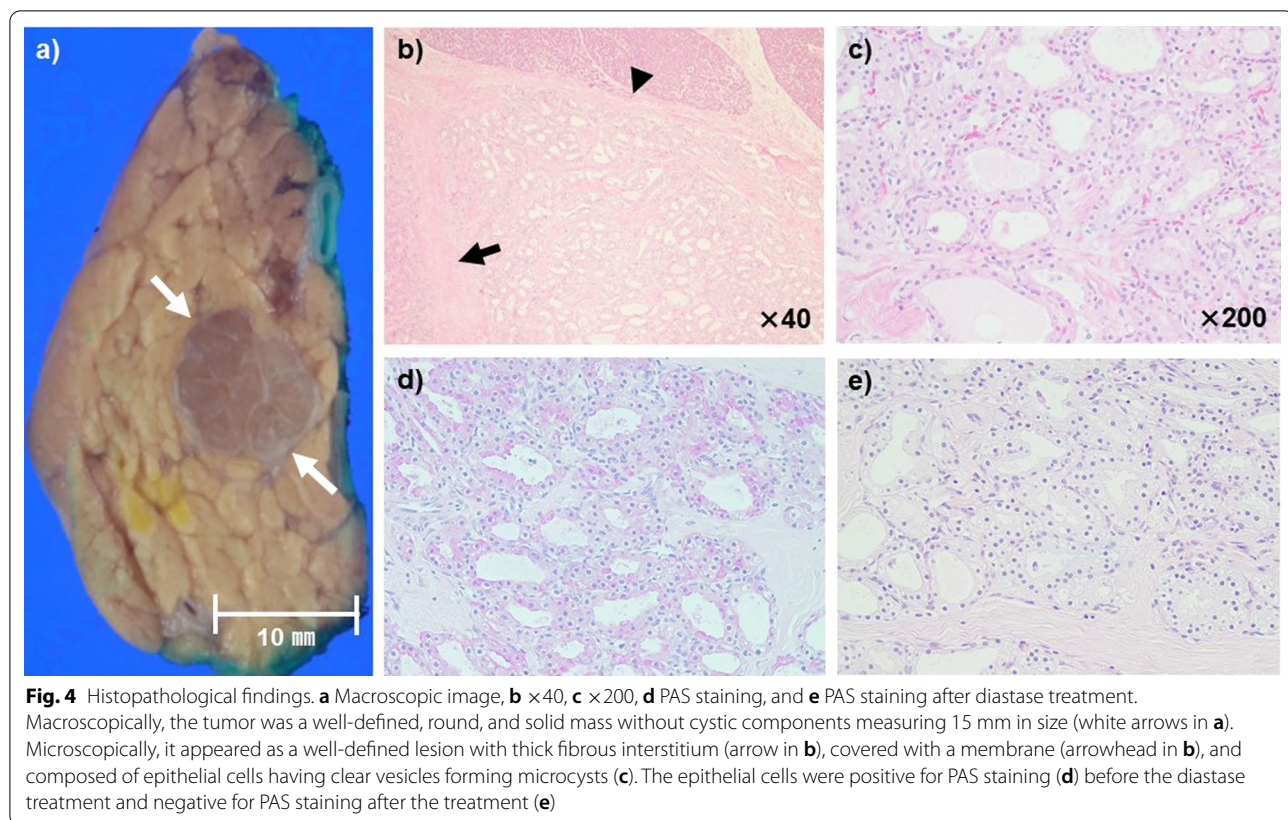 a)
b)
c)
×40
×200
d)
e)
10 mm
Fig. 4 Histopathological findings. a Macroscopic image, b ×40, c ×200, d PAS staining, and e PAS staining after diastase treatment.
Macroscopically, the tumor was a well-defined, round, and solid mass without cystic components measuring 15 mm in size (white arrows in a).
Microscopically, it appeared as a well-defined lesion with thick fibrous interstitium (arrow in b), covered with a membrane (arrowhead in b), and
composed of epithelial cells having clear vesicles forming microcysts (c). The epithelial cells were positive for PAS staining (d) before the diastase
treatment and negative for PAS staining after the treatment (e)